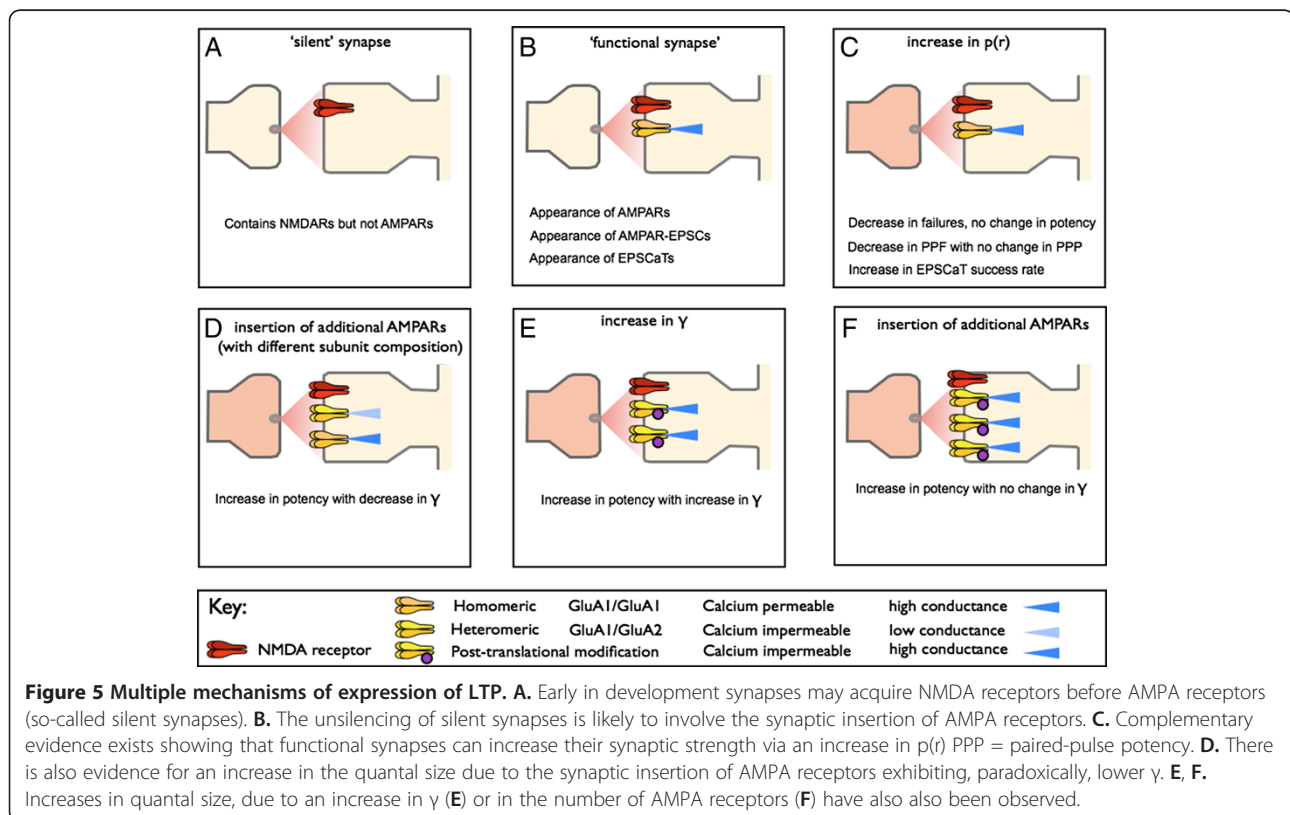 A
'silent' synapse
Contains NMDARs but not AMPARs
B
'functional synapse'
Appearance of AMPARs
Appearance of AMPAR-EPSCs
Appearance of EPSCaTs
C
increase in p(r)
Decrease in failures, no change in potency
Decrease in PPF with no change in PPP
Increase in EPSCaT success rate
D
insertion of additional AMPARs
(with different subunit composition)
Increase in potency with decrease in γ
E
increase in γ
Increase in potency with increase in γ
F
insertion of additional AMPARs
Increase in potency with no change in γ
Key:
NMDA receptor
Homomeric GluA1/GluA1 Calcium permeable high conductance
Heteromeric GluA1/GluA2 Calcium impermeable low conductance
Post-translational modification Calcium impermeable high conductance
Figure 5 Multiple mechanisms of expression of LTP. A. Early in development synapses may acquire NMDA receptors before AMPA receptors
(so-called silent synapses). B. The unsilencing of silent synapses is likely to involve the synaptic insertion of AMPA receptors. C. Complementary
evidence exists showing that functional synapses can increase their synaptic strength via an increase in p(r) PPP = paired-pulse potency. D. There
is also evidence for an increase in the quantal size due to the synaptic insertion of AMPA receptors exhibiting, paradoxically, lower γ. E, F.
Increases in quantal size, due to an increase in γ (E) or in the number of AMPA receptors (F) have also also been observed.